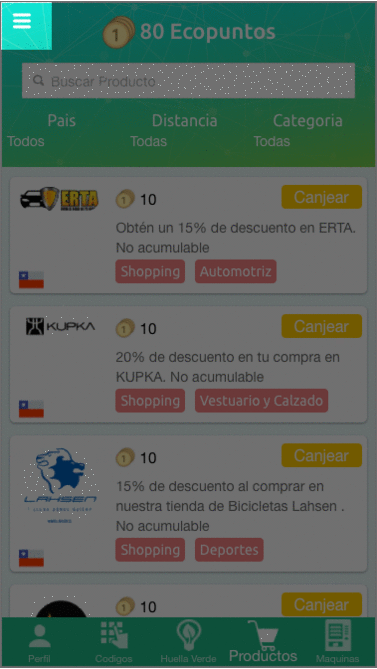 80 Ecopuntos
Buscar Producto
Pais Distancia Categoria
Todos Todas Todas
ERTA
10 Canjear
Obtén un 15% de descuento en ERTA.
No acumulable
Shopping Automotriz
KUPKA
10 Canjear
20% de descuento en tu compra en
KUPKA. No acumulable
Shopping Vestuario y Calzado
LAHSEN
10 Canjear
15% de descuento al comprar en
nuestra tienda de Bicicletas Lahsen .
No acumulable
Shopping Deportes
10 Canjear
Perfil Codigos Huella Verde Productos Maquinas